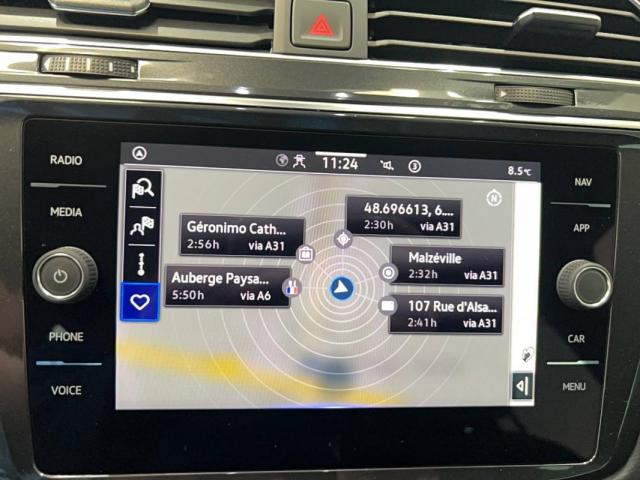 RADIO
MEDIA
PHONE
VOICE
11:24
3
8.5°C
N
Géronimo Cath...
2:56h via A31
48.696613, 6....
2:30h via A31
Auberge Paysa...
5:50h via A6
Malzéville
2:32h via A31
107 Rue d'Alsa...
2:41h via A31
NAV
APP
CAR
MENU